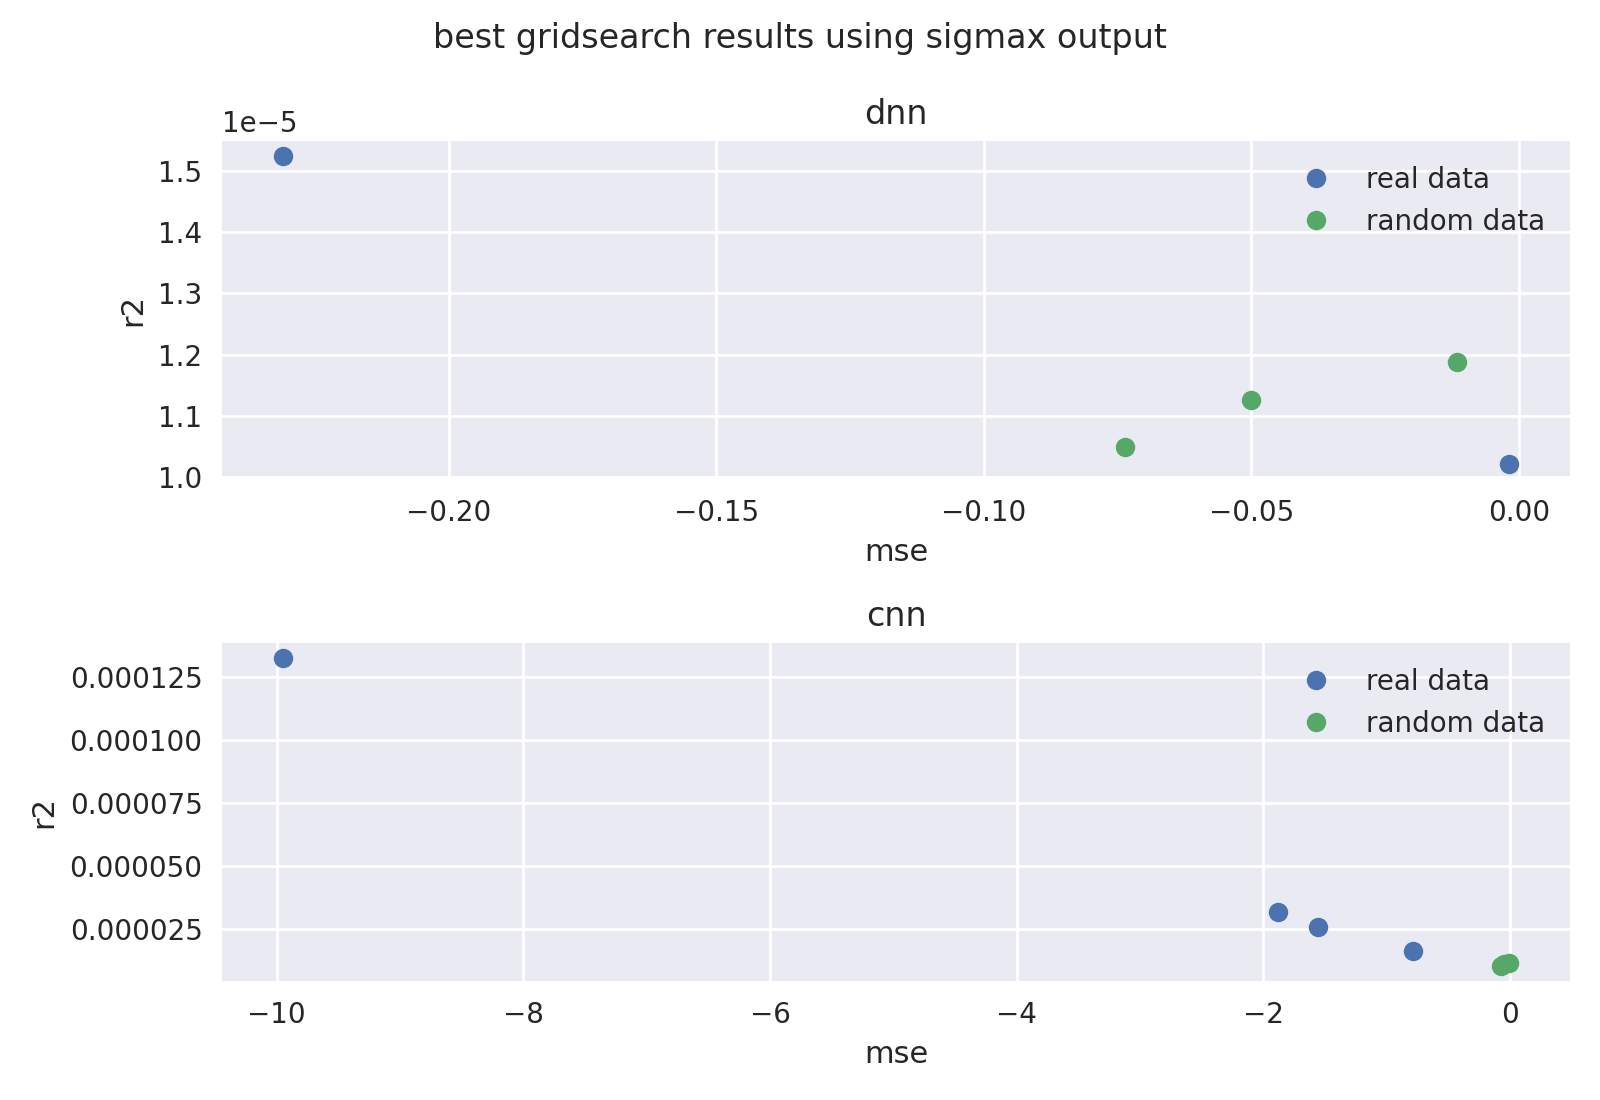 best gridsearch results using sigmax output
dnn
1e−5
1.5
1.4
1.3
1.2
1.1
1.0
r2
real data
random data
−0.20
−0.15
−0.10
−0.05
0.00
mse
cnn
0.000125
0.000100
0.000075
0.000050
0.000025
r2
real data
random data
−10
−8
−6
−4
−2
0
mse